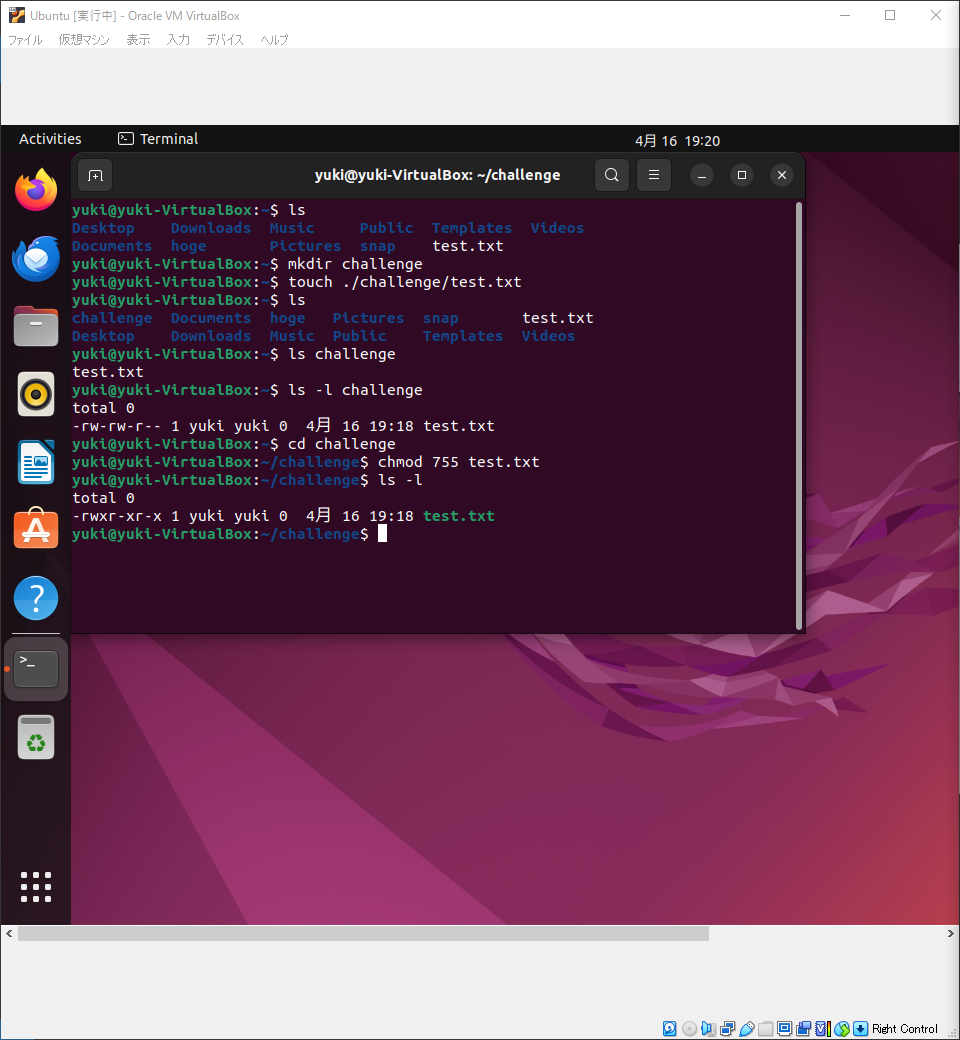 Ubuntu [実行中] - Oracle VM VirtualBox
ファイル 仮想マシン 表示 入力 デバイス ヘルプ
Activities Terminal 4月 16 19:20
yuki@yuki-VirtualBox: ~/challenge
yuki@yuki-VirtualBox:~$ ls
Desktop Downloads Music Public Templates Videos
Documents hoge Pictures snap test.txt
yuki@yuki-VirtualBox:~$ mkdir challenge
yuki@yuki-VirtualBox:~$ touch ./challenge/test.txt
yuki@yuki-VirtualBox:~$ ls
challenge Documents hoge Pictures snap test.txt
Desktop Downloads Music Public Templates Videos
yuki@yuki-VirtualBox:~$ ls challenge
test.txt
yuki@yuki-VirtualBox:~$ ls -l challenge
total 0
-rw-rw-r-- 1 yuki yuki 0 4月 16 19:18 test.txt
yuki@yuki-VirtualBox:~$ cd challenge
yuki@yuki-VirtualBox:~/challenge$ chmod 755 test.txt
yuki@yuki-VirtualBox:~/challenge$ ls -l
total 0
-rwxr-xr-x 1 yuki yuki 0 4月 16 19:18 test.txt
yuki@yuki-VirtualBox:~/challenge$
Right Control